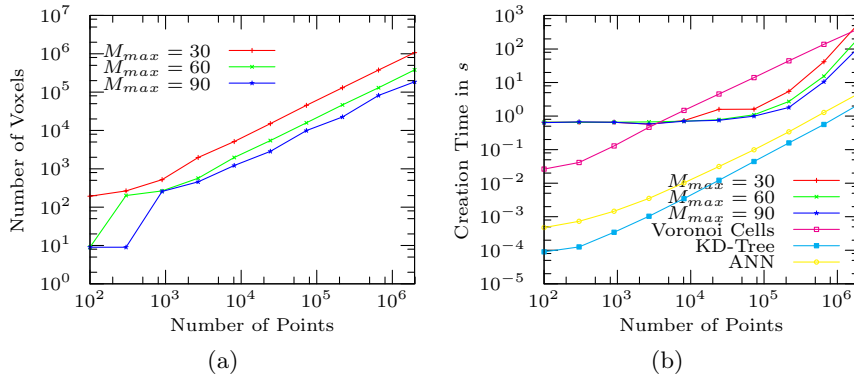 10^7
10^6
10^5
10^4
10^3
10^2
10^1
10^0
Number of Voxels
M_max = 30
M_max = 60
M_max = 90
10^2 10^3 10^4 10^5 10^6
Number of Points
(a)
10^3
10^2
10^1
10^0
10^-1
10^-2
10^-3
10^-4
10^-5
Creation Time in s
M_max = 30
M_max = 60
M_max = 90
Voronoi Cells
KD-Tree
ANN
10^2 10^3 10^4 10^5 10^6
Number of Points
(b)